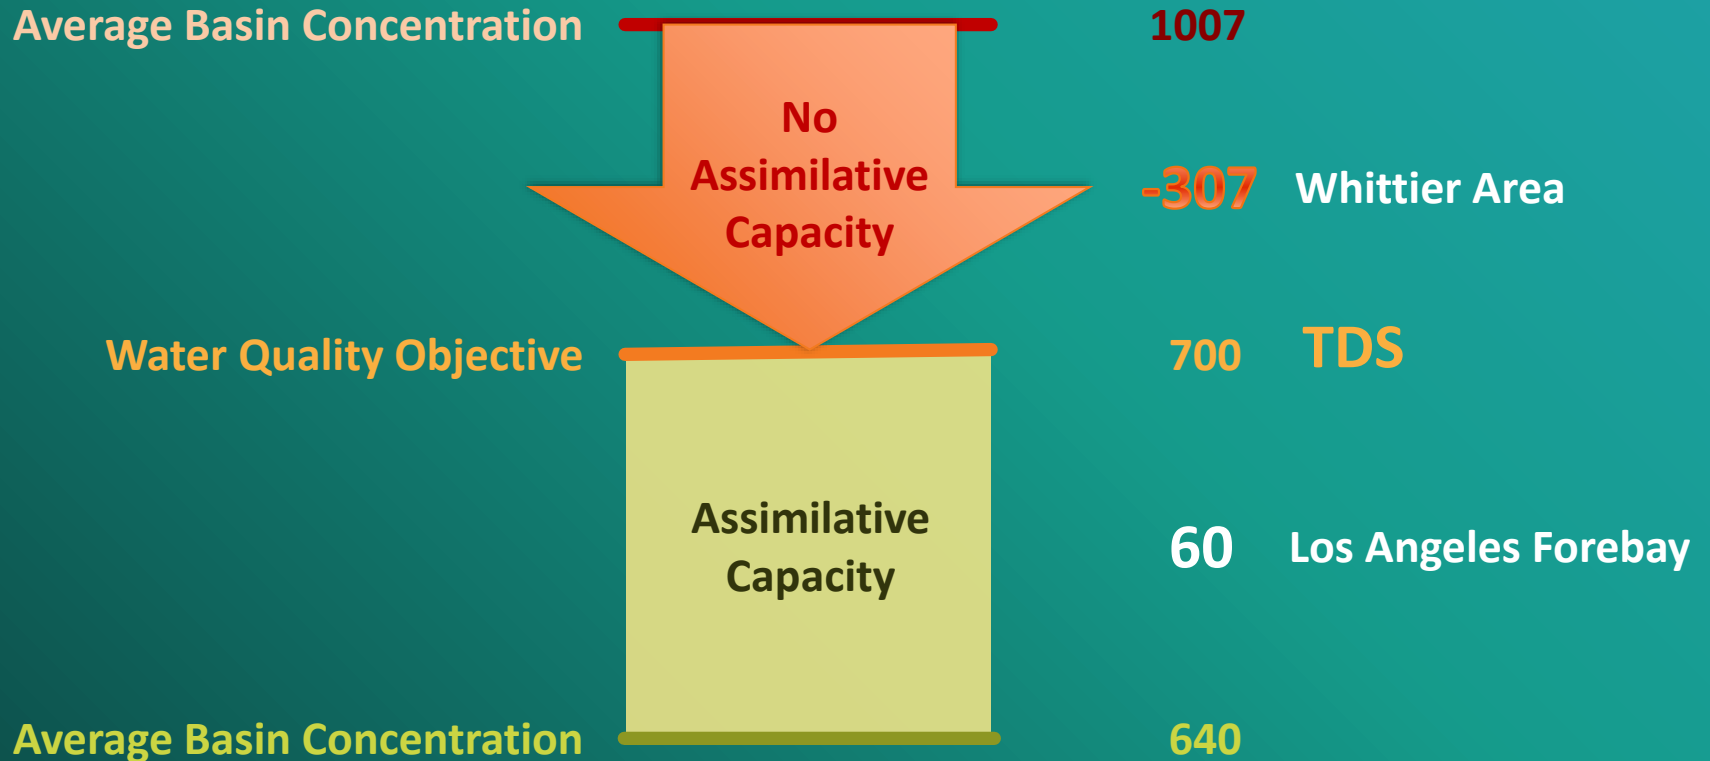 Average Basin Concentration
1007
No
Assimilative
Capacity
-307 Whittier Area
Water Quality Objective
700 TDS
Assimilative
Capacity
60 Los Angeles Forebay
Average Basin Concentration
640